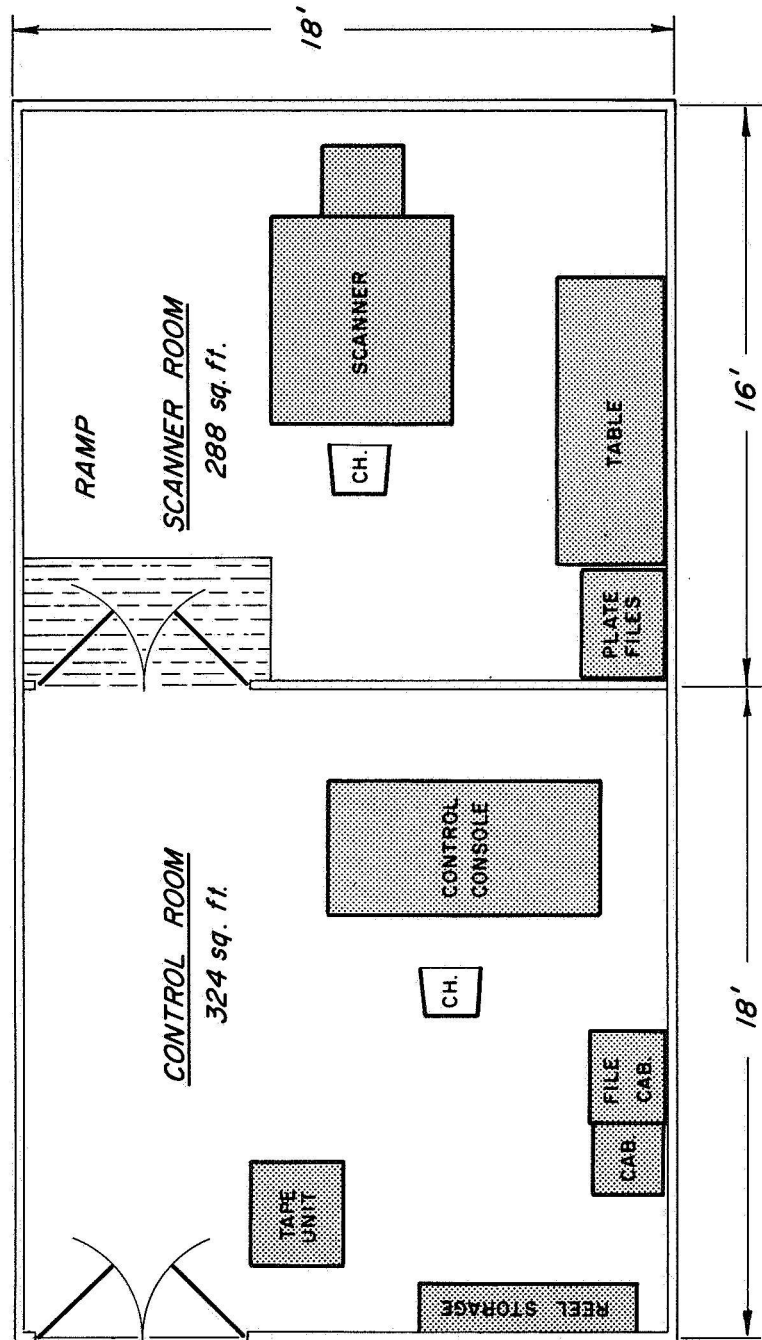 CONTROL ROOM
324 sq. ft.
RAMP
SCANNER ROOM
288 sq. ft.
TAPE
UNIT
REEL STORAGE
CH.
CONTROL
CONSOLE
CAB.
FILE
CAB.
CH.
SCANNER
PLATE
FILES
TABLE
18'
16'
18'